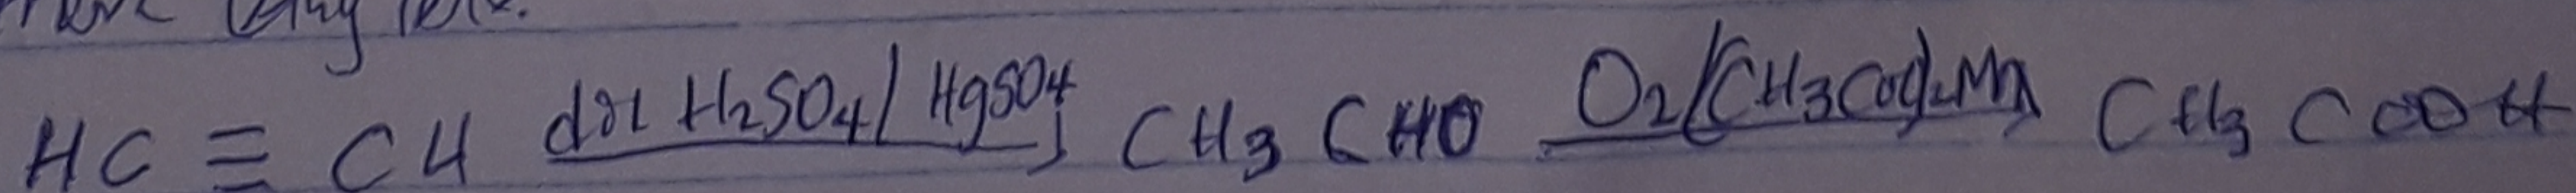 HC ≡ CH dil H2SO4/HgSO4 CH3CHO O2/(CH3COO)2Mn CH3COOH